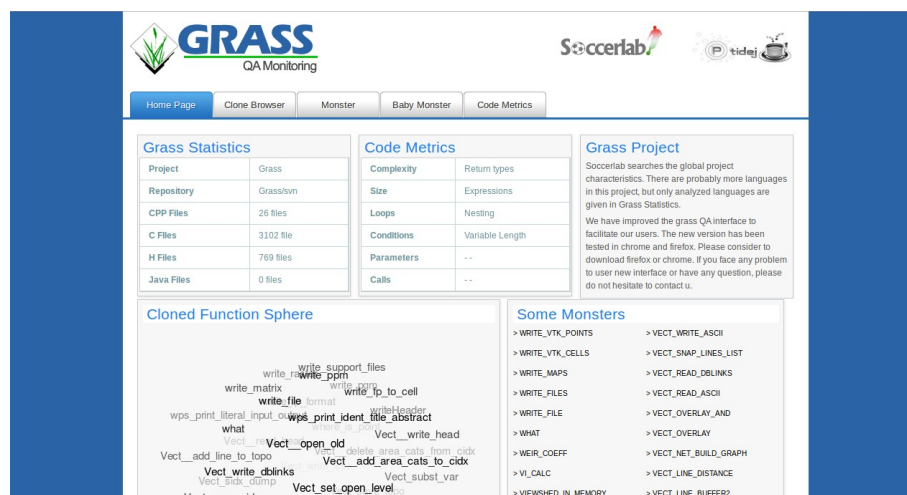 GRASS
QA Monitoring
Soccerlab
Ptidej
Home Page
Clone Browser
Monster
Baby Monster
Code Metrics
Grass Statistics
Project Grass
Repository Grass/svn
CPP Files 26 files
C FIles 3102 file
H Files 769 files
Java Files 0 files
Code Metrics
Complexity Return types
Size Expressions
Loops Nesting
Conditions Variable Length
Parameters - -
Calls - -
Grass Project
Soccerlab searches the global project
characteristics. There are probably more languages
in this project, but only analyzed languages are
given in Grass Statistics.
We have improved the grass QA interface to
facilitate our users. The new version has been
tested in chrome and firefox. Please consider to
download firefox or chrome. If you face any problem
to user new interface or have any question, please
do not hesitate to contact u.
Cloned Function Sphere
write_support_files
write_ppm
write_pgm
write_matrix
write_fp_to_cell
write_file
writeHeader
wps_print_literal_input_output
wps_print_ident_title_abstract
what
where_is_point
Vect__write_head
Vect__open_old
Vect__delete_area_cats_from_cidx
Vect__add_line_to_topo
Vect__add_area_cats_to_cidx
Vect_write_dblinks
Vect_subst_var
Vect_sidx_dump
Vect_set_open_level
Some Monsters
> WRITE_VTK_POINTS > VECT_WRITE_ASCII
> WRITE_VTK_CELLS > VECT_SNAP_LINES_LIST
> WRITE_MAPS > VECT_READ_DBLINKS
> WRITE_FILES > VECT_READ_ASCII
> WRITE_FILE > VECT_OVERLAY_AND
> WHAT > VECT_OVERLAY
> WEIR_COEFF > VECT_NET_BUILD_GRAPH
> VI_CALC > VECT_LINE_DISTANCE
> VIEWSHED_IN_MEMORY > VECT_LINE_BUFFER2